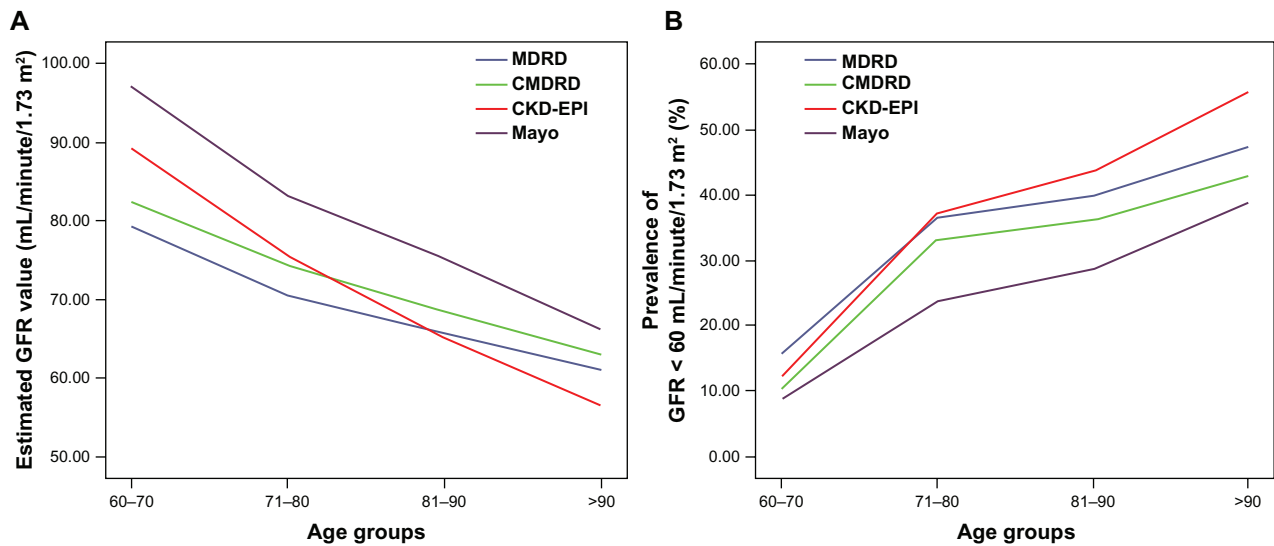 A
Estimated GFR value (mL/minute/1.73 m²)
100.00
90.00
80.00
70.00
60.00
50.00
MDRD
CMDRD
CKD-EPI
Mayo
60–70
71–80
81–90
>90
Age groups
B
Prevalence of
GFR < 60 mL/minute/1.73 m² (%)
60.00
50.00
40.00
30.00
20.00
10.00
0.00
MDRD
CMDRD
CKD-EPI
Mayo
60–70
71–80
81–90
>90
Age groups